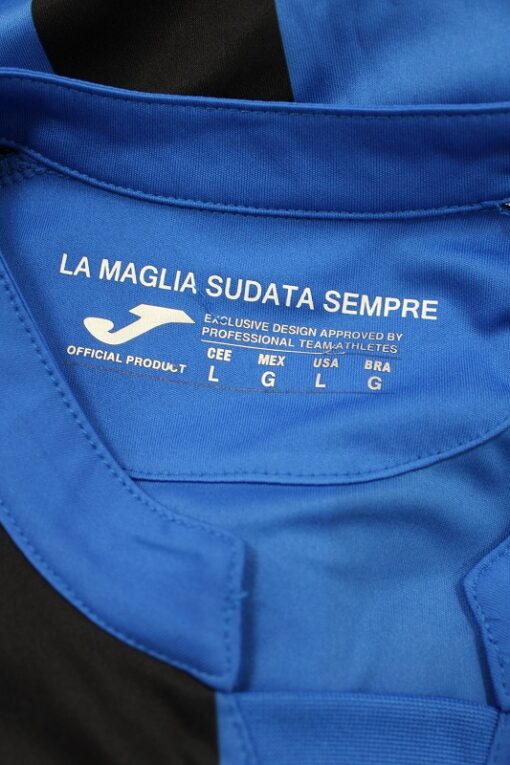 LA MAGLIA SUDATA SEMPRE
EXCLUSIVE DESIGN APPROVED BY
PROFESSIONAL TEAM ATHLETES
OFFICIAL PRODUCT
CEE MEX USA BRA
L G L G